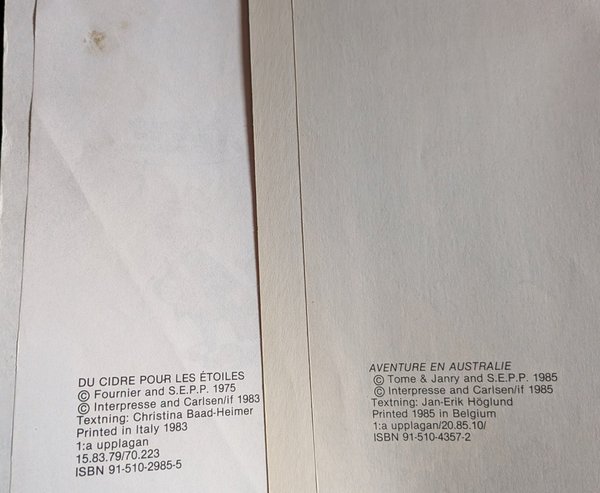 DU CIDRE POUR LES ÉTOILES
© Fournier and S.E.P.P. 1975
© Interpresse and Carlsen/if 1983
Textning: Christina Baad-Heimer
Printed in Italy 1983
1:a upplagan
15.83.79/70.223
ISBN 91-510-2985-5
AVENTURE EN AUSTRALIE
© Tome & Janry and S.E.P.P. 1985
© Interpresse and Carlsen/if 1985
Textning: Jan-Erik Höglund
Printed 1985 in Belgium
1:a upplagan/20.85.10/
ISBN 91-510-4357-2